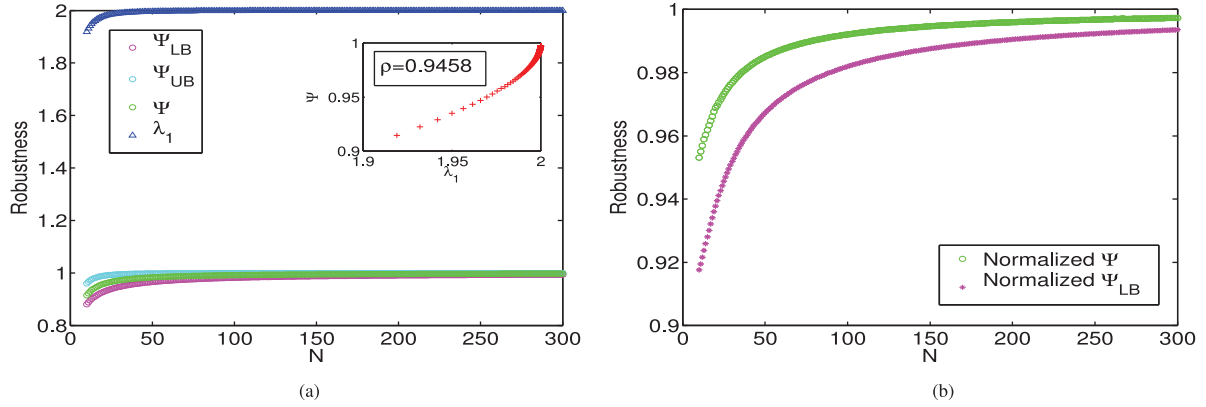 2
1.8
1.6
1.4
1.2
1
0.8
Robustness
Ψ_LB
Ψ_UB
Ψ
λ_1
1
0.95
0.9
Ψ
ρ=0.9458
1.9
1.95
2
λ_1
0
50
100
150
200
250
300
N
(a)
1
0.98
0.96
0.94
0.92
0.9
Robustness
Normalized Ψ
Normalized Ψ_LB
0
50
100
150
200
250
300
N
(b)